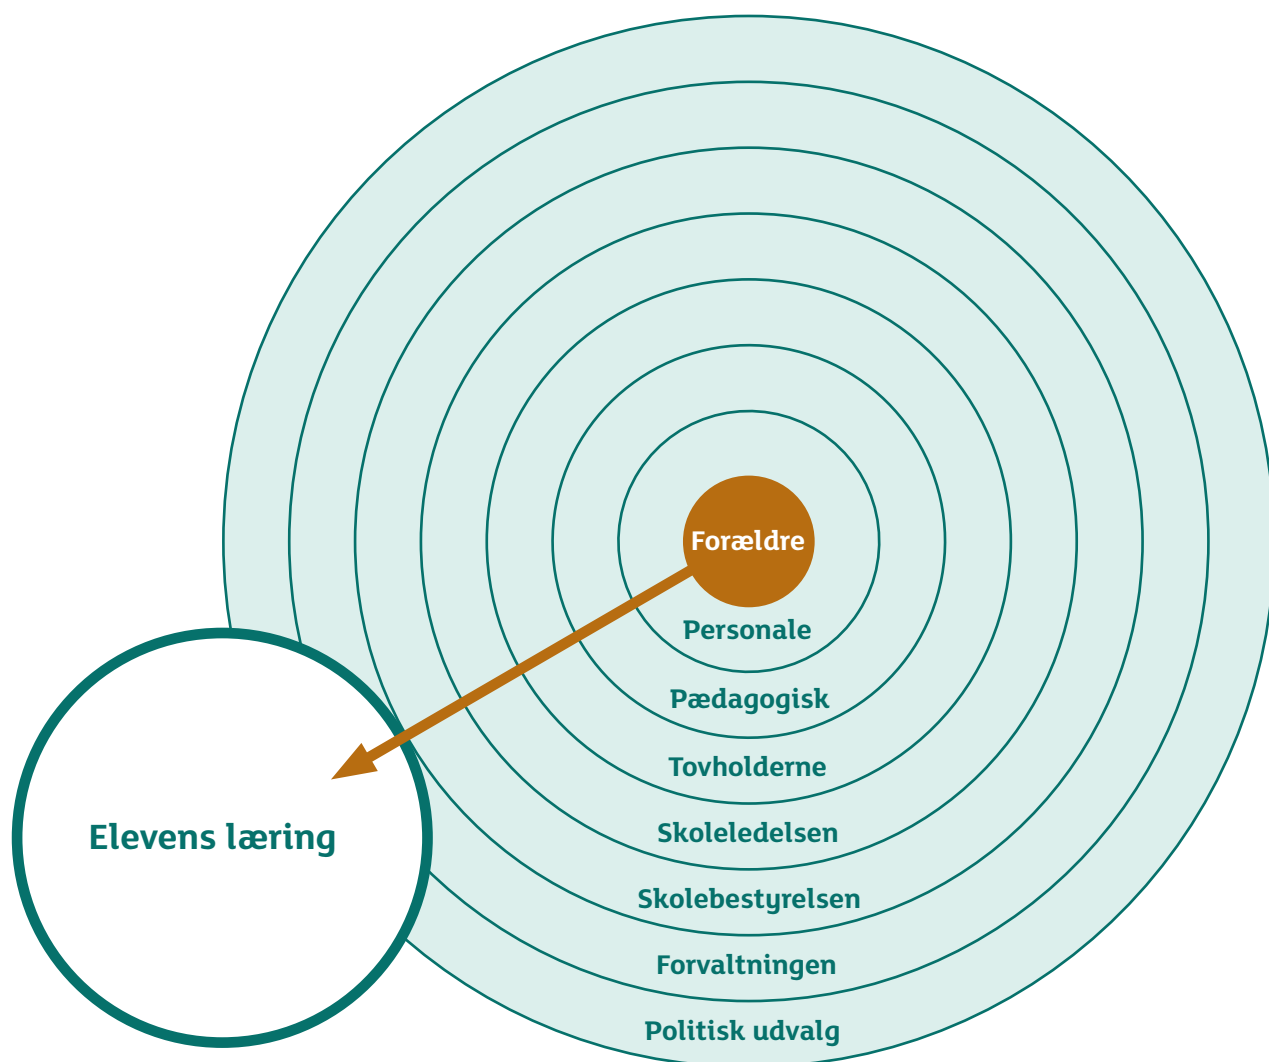 Forældre
Personale
Pædagogisk
Tovholderne
Skoleledelsen
Skolebestyrelsen
Forvaltningen
Politisk udvalg
Elevens læring